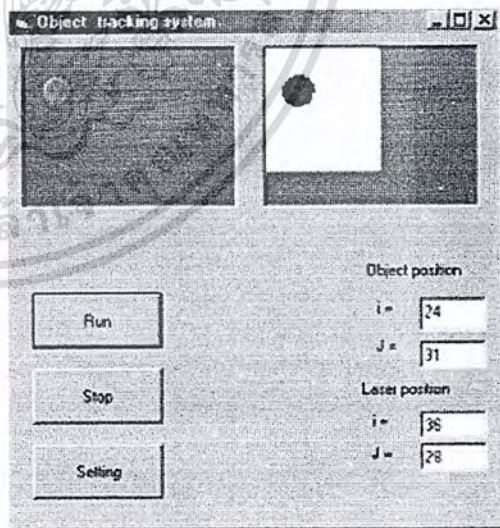 Object tracking system
Object position
i = 24
J = 31
Run
Laser position
Stop
i = 36
J = 28
Setting